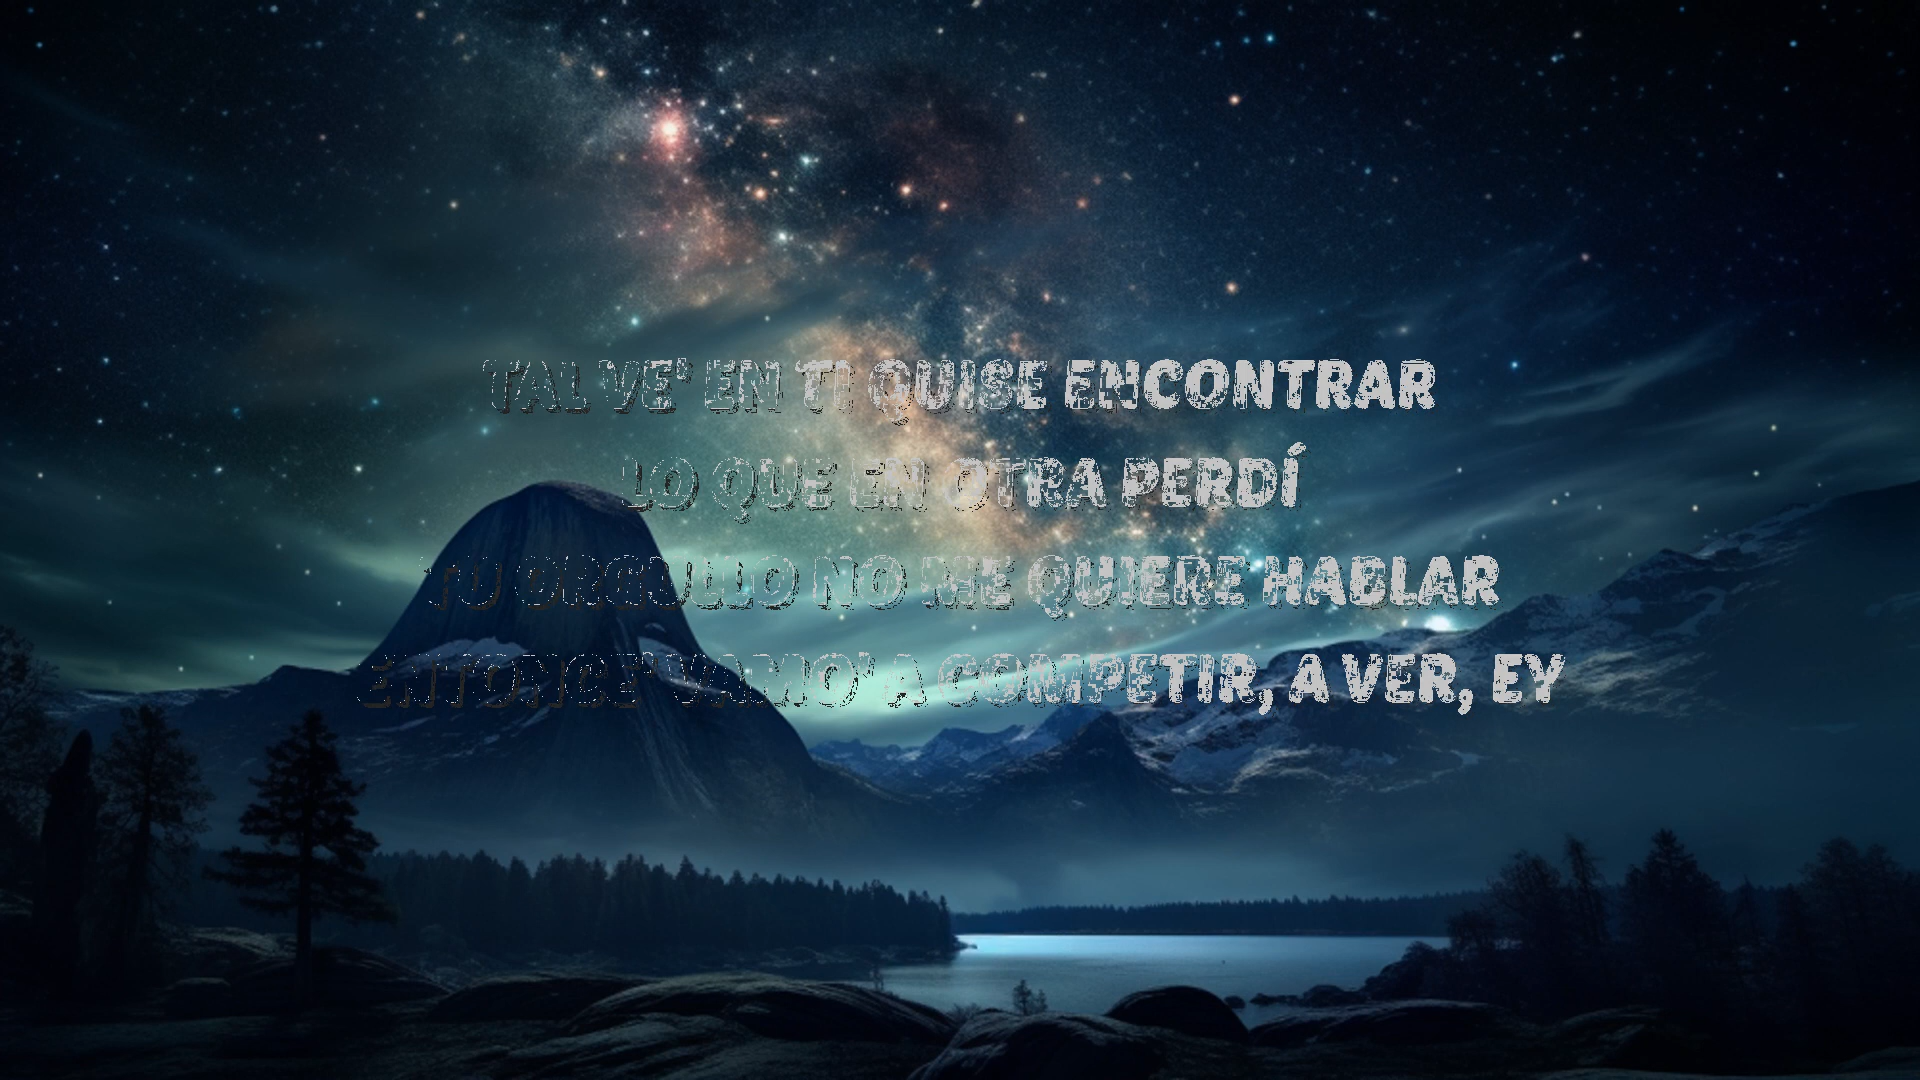 TAL VE' EN TI QUISE ENCONTRAR
LO QUE EN OTRA PERDÍ
TU ORGULLO NO ME QUIERE HABLAR
ENTONCE' VAMO' A COMPETIR, A VER, EY